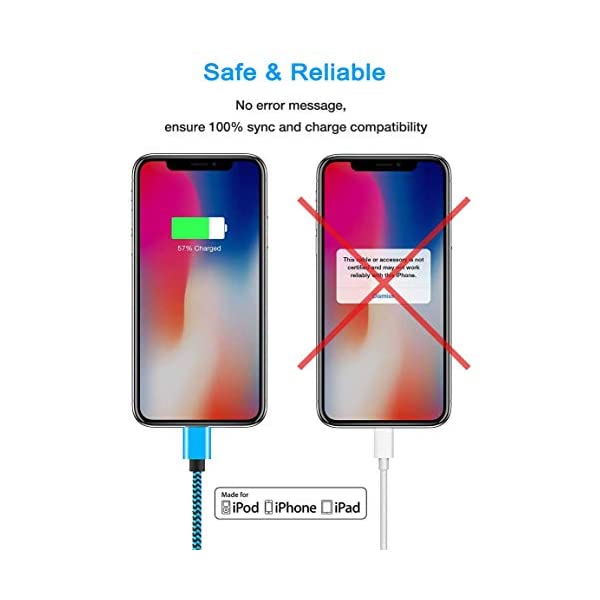 Safe & Reliable
No error message,
ensure 100% sync and charge compatibility
57% Charged
This cable or accessory is not
certified and may not work
reliably with this iPhone.
Dismiss
Made for
iPod iPhone iPad